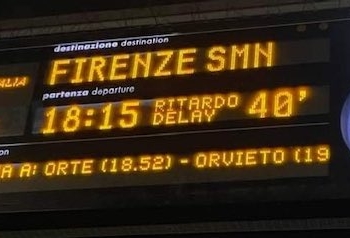 destinazione destination
FIRENZE SMN
partenza departure
18:15 RITARDO DELAY 40'
A: ORTE (18.52) - ORVIETO (19